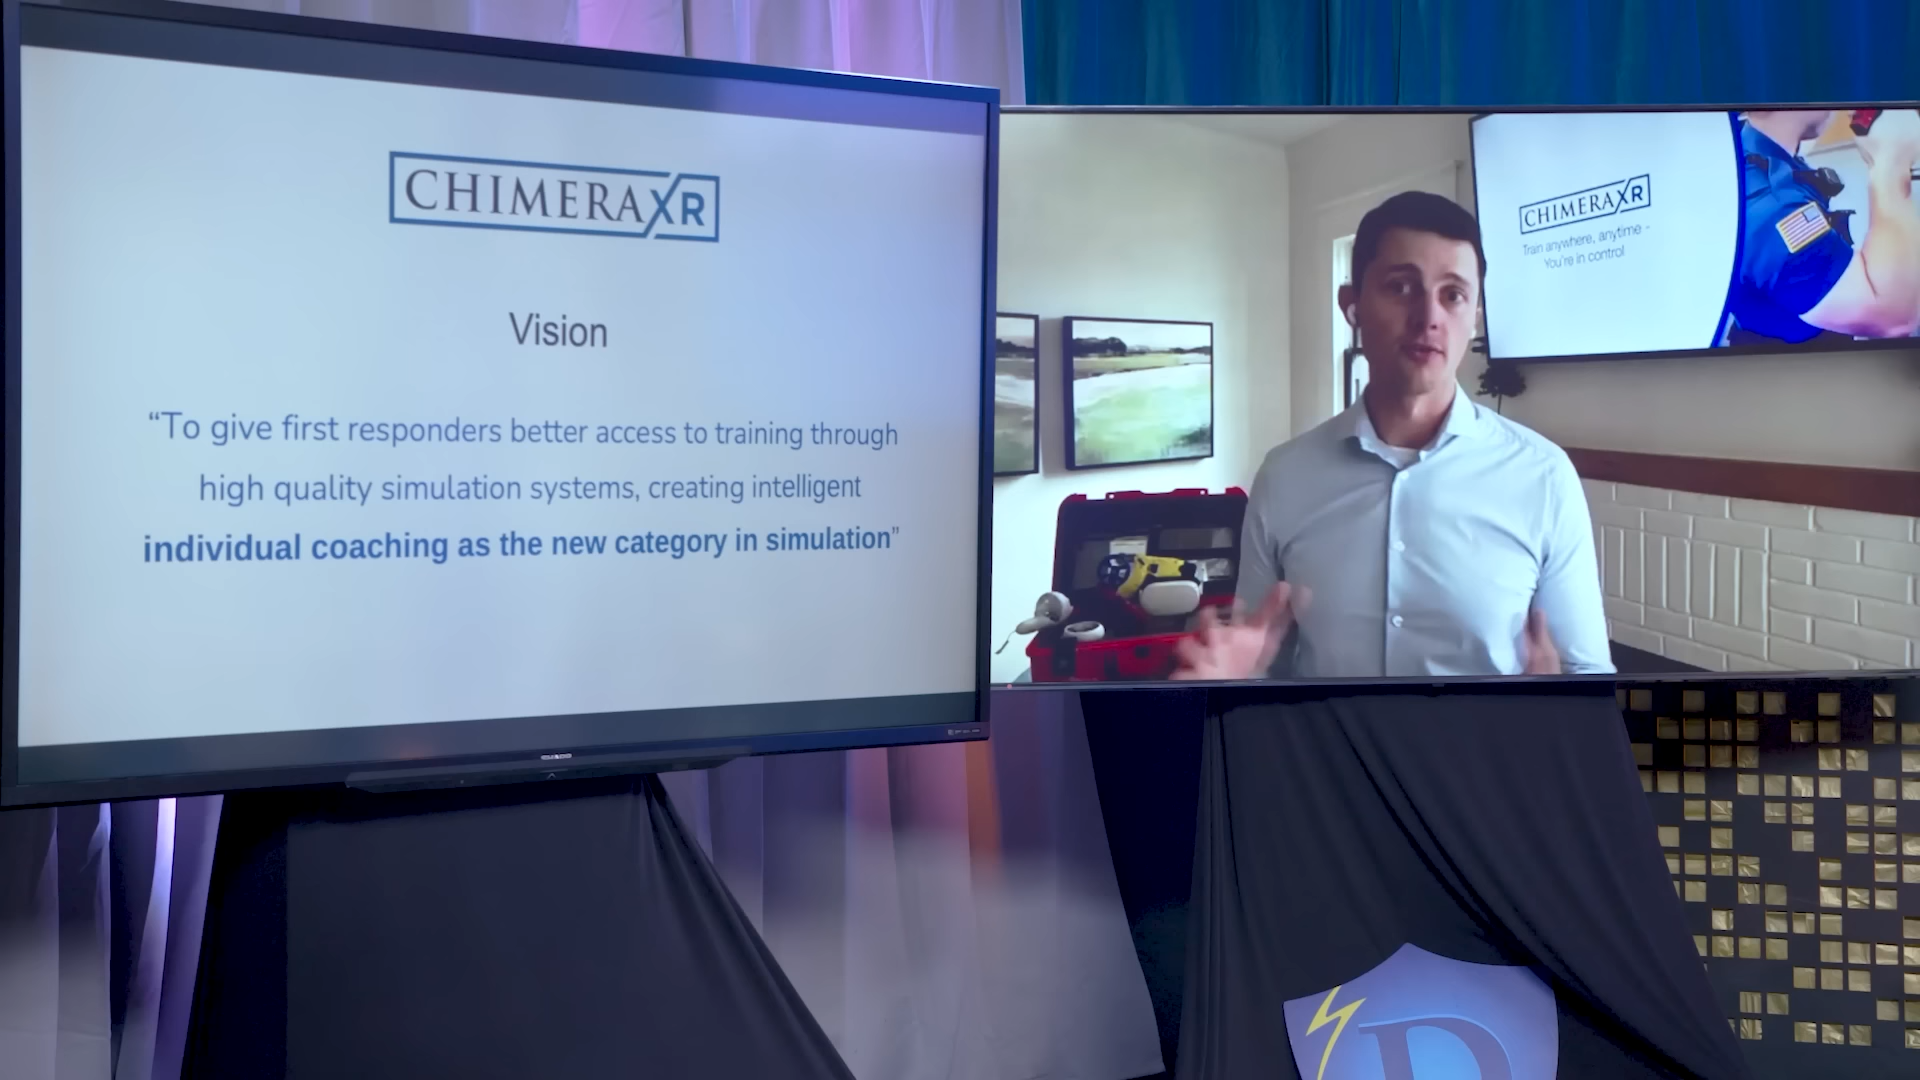 CHIMERAXR
Vision
“To give first responders better access to training through
high quality simulation systems, creating intelligent
individual coaching as the new category in simulation”
CHIMERAXR
Train anywhere, anytime -
You're in control